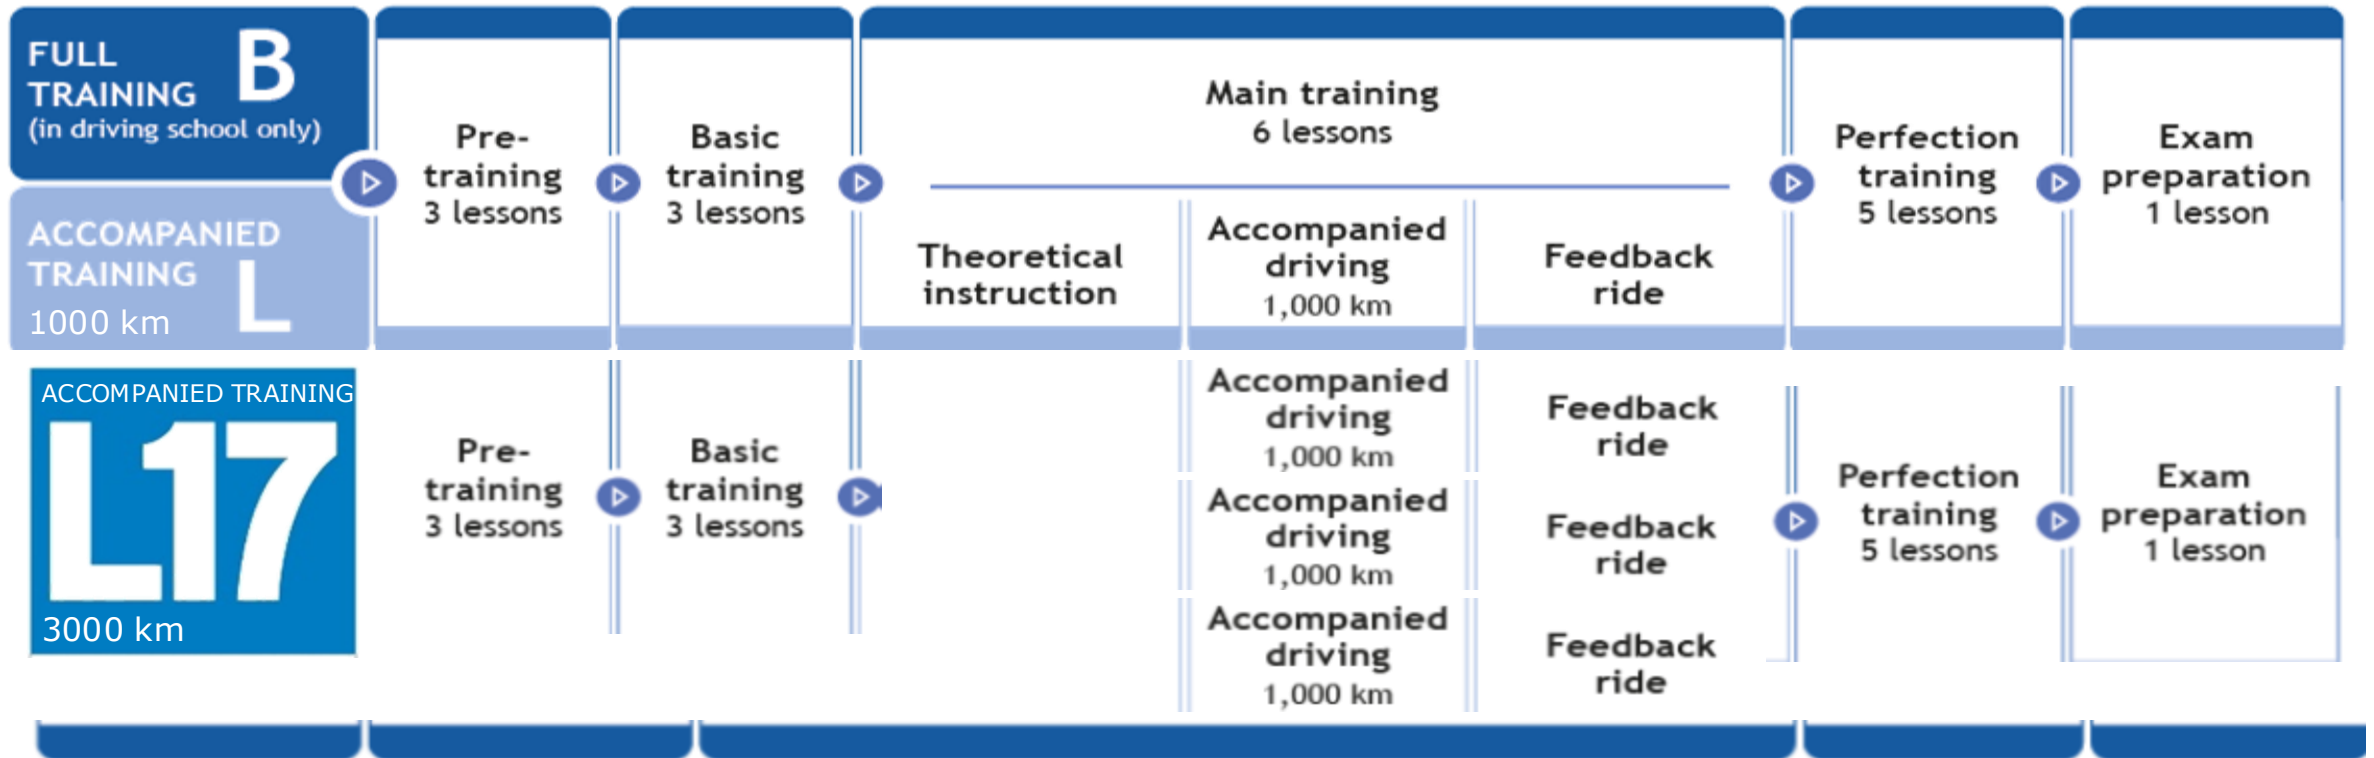 FULL
TRAINING B
(in driving school only)
ACCOMPANIED
TRAINING
1000 km L
Pre-
training
3 lessons
Basic
training
3 lessons
Main training
6 lessons
Theoretical
instruction
Accompanied
driving
1,000 km
Feedback
ride
Perfection
training
5 lessons
Exam
preparation
1 lesson
ACCOMPANIED TRAINING
L17
3000 km
Pre-
training
3 lessons
Basic
training
3 lessons
Accompanied
driving
1,000 km
Feedback
ride
Accompanied
driving
1,000 km
Feedback
ride
Accompanied
driving
1,000 km
Feedback
ride
Perfection
training
5 lessons
Exam
preparation
1 lesson